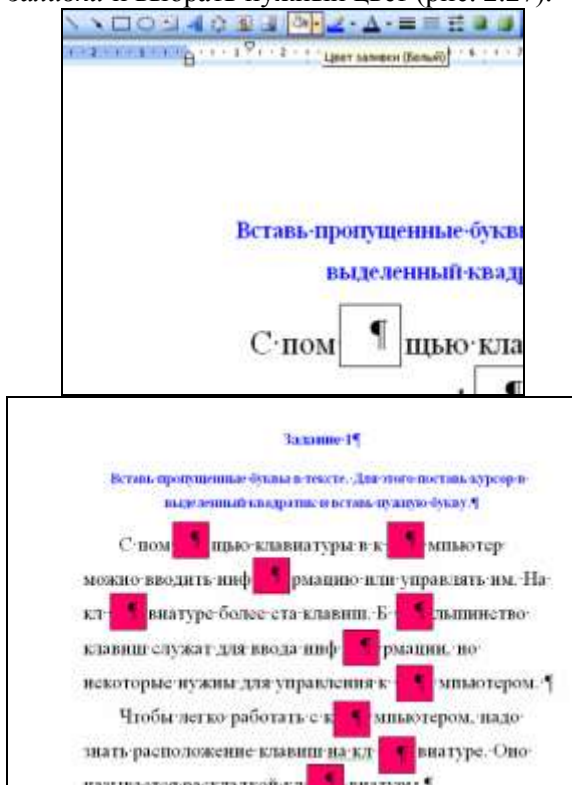 заливки и выбрать нужный цвет (рис. 2.27).
Цвет заливки (Белый)
Вставь·пропущенные·букв
выделенный·квад
С·пом ¶ щью·кла
¶
Задание·1¶
Вставь·пропущенные·буквы·в·тексте.·Для·этого·поставь·курсор·в·
выделенный·квадратик·и·вставь·нужную·букву.¶
С·пом ¶ щью·клавиатуры·в·к ¶ мпьютер·
можно·вводить·инф ¶ рмацию·или·управлять·им.·На·
кл ¶ виатуре·более·ста·клавиш.·Б ¶ льшинство·
клавиш·служат·для·ввода·инф ¶ рмации,·но·
некоторые·нужны·для·управления·к ¶ мпьютером.·¶
Чтобы·легко·работать·с·к ¶ мпьютером,·надо·
знать·расположение·клавиш·на·кл ¶ виатуре.·Оно·
называется·раскладкой·кл ¶ виатуры.¶